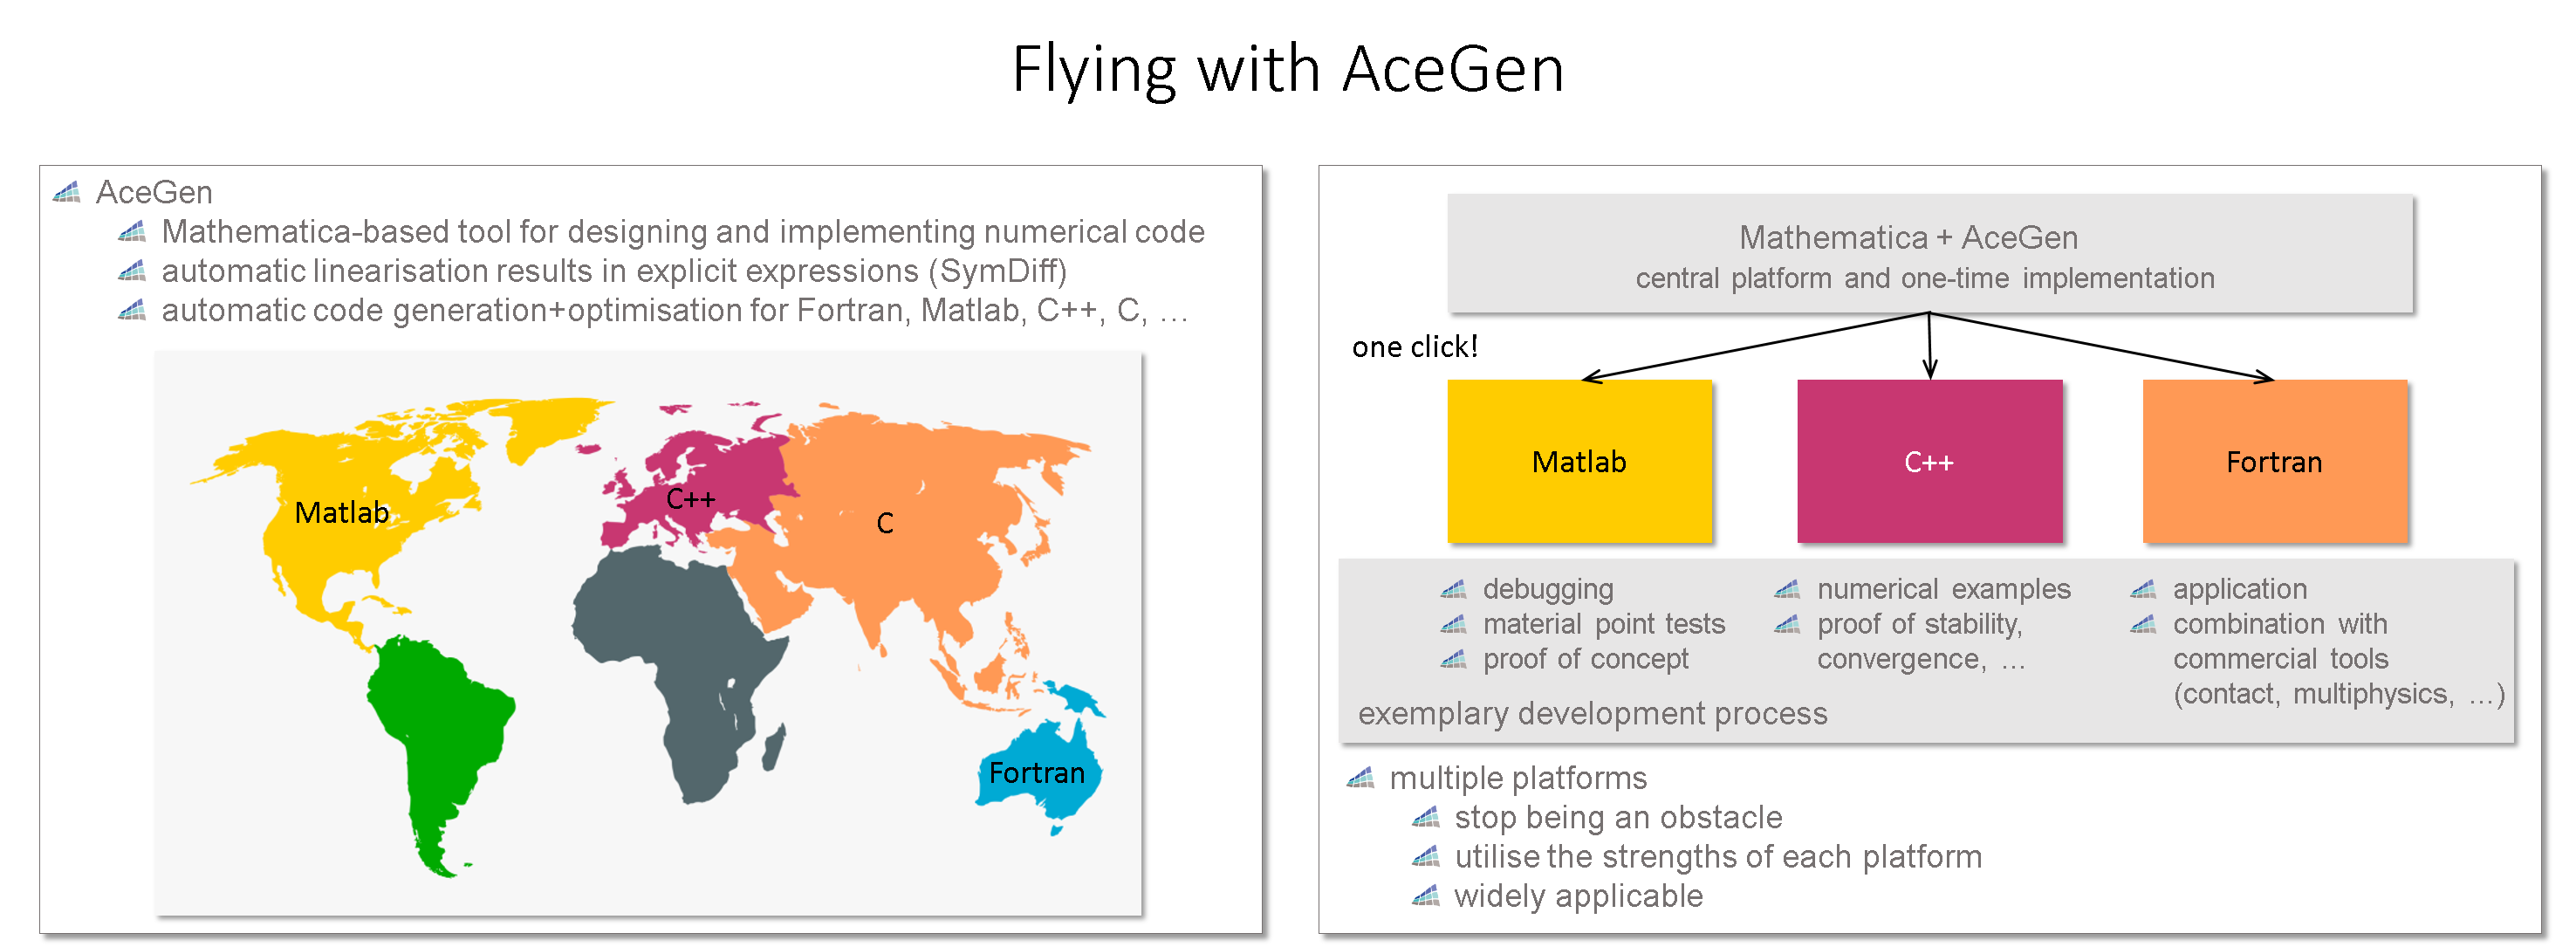 Flying with AceGen
AceGen
Mathematica-based tool for designing and implementing numerical code
automatic linearisation results in explicit expressions (SymDiff)
automatic code generation+optimisation for Fortran, Matlab, C++, C, …
Matlab
C++
C
Fortran
Mathematica + AceGen
central platform and one-time implementation
one click!
Matlab
C++
Fortran
debugging
material point tests
proof of concept
numerical examples
proof of stability,
convergence, …
application
combination with
commercial tools
(contact, multiphysics, …)
exemplary development process
multiple platforms
stop being an obstacle
utilise the strengths of each platform
widely applicable